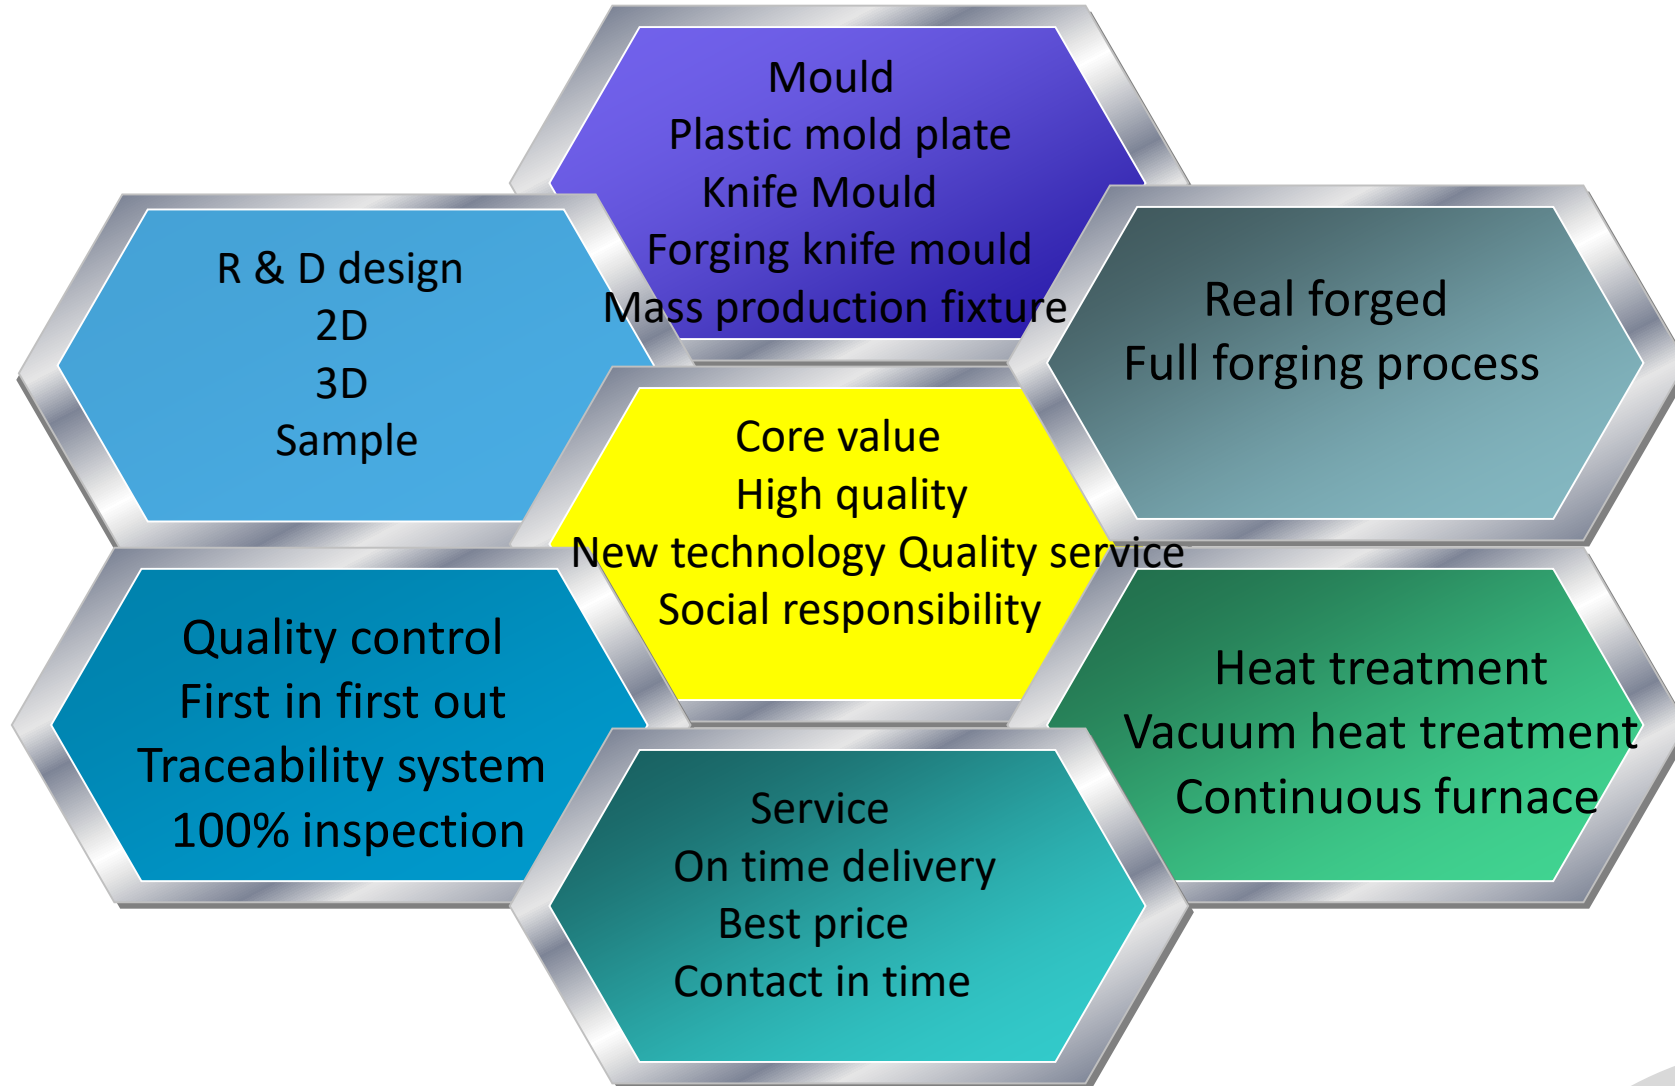 Mould
Plastic mold plate
Knife Mould
Forging knife mould
Mass production fixture
R & D design
2D
3D
Sample
Real forged
Full forging process
Core value
High quality
New technology Quality service
Social responsibility
Quality control
First in first out
Traceability system
100% inspection
Heat treatment
Vacuum heat treatment
Continuous furnace
Service
On time delivery
Best price
Contact in time